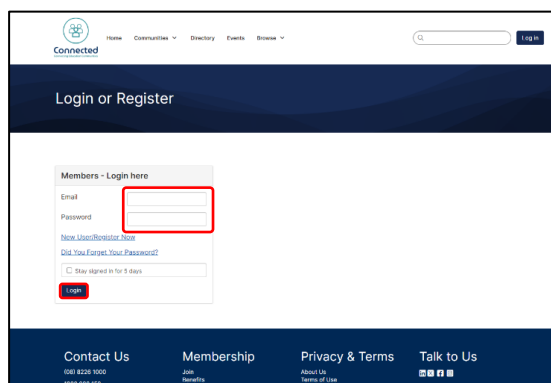 Home Communities Directory Events Browse
Log in
Connected
Login or Register
Members - Login here
Email
Password
New User/Register Now
Did You Forget Your Password?
Stay signed in for 5 days
Login
Contact Us Membership Privacy & Terms Talk to Us
(08) 8226 1000 Join About Us
Benefits Terms of Use